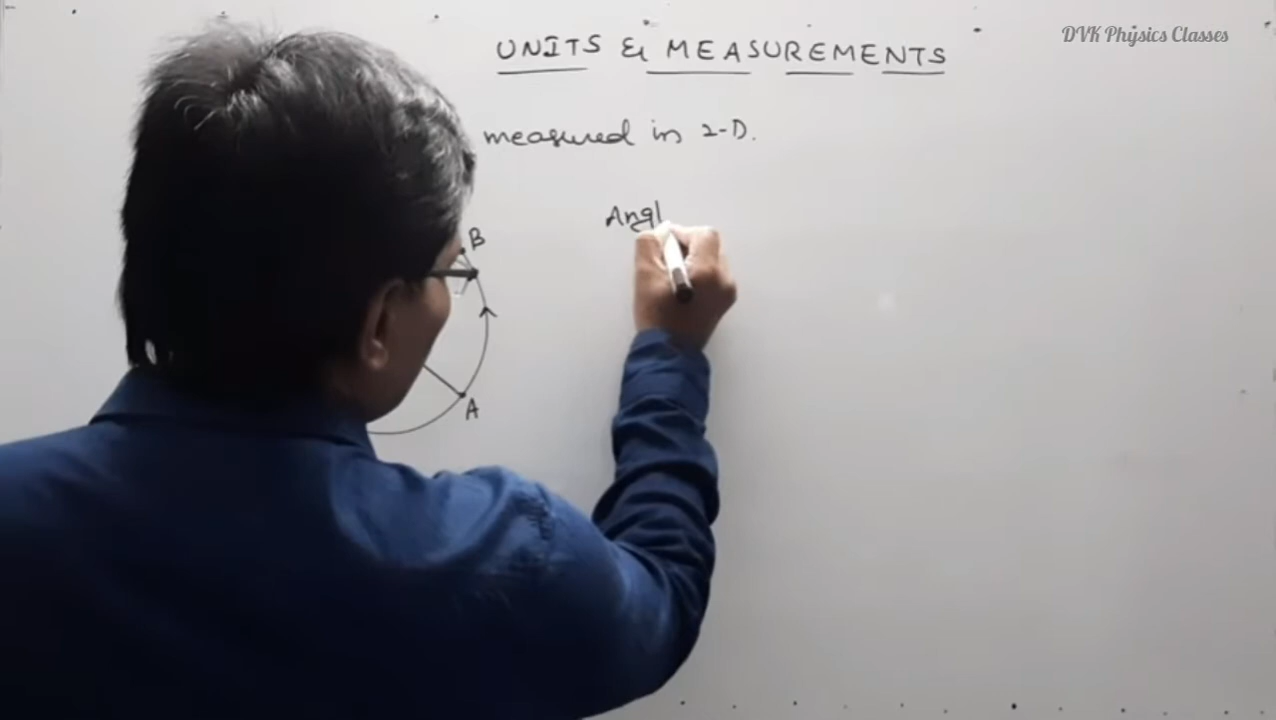 UNITS & MEASUREMENTS
DVK Physics Classes
measured in 2-D.
Angl
B
A